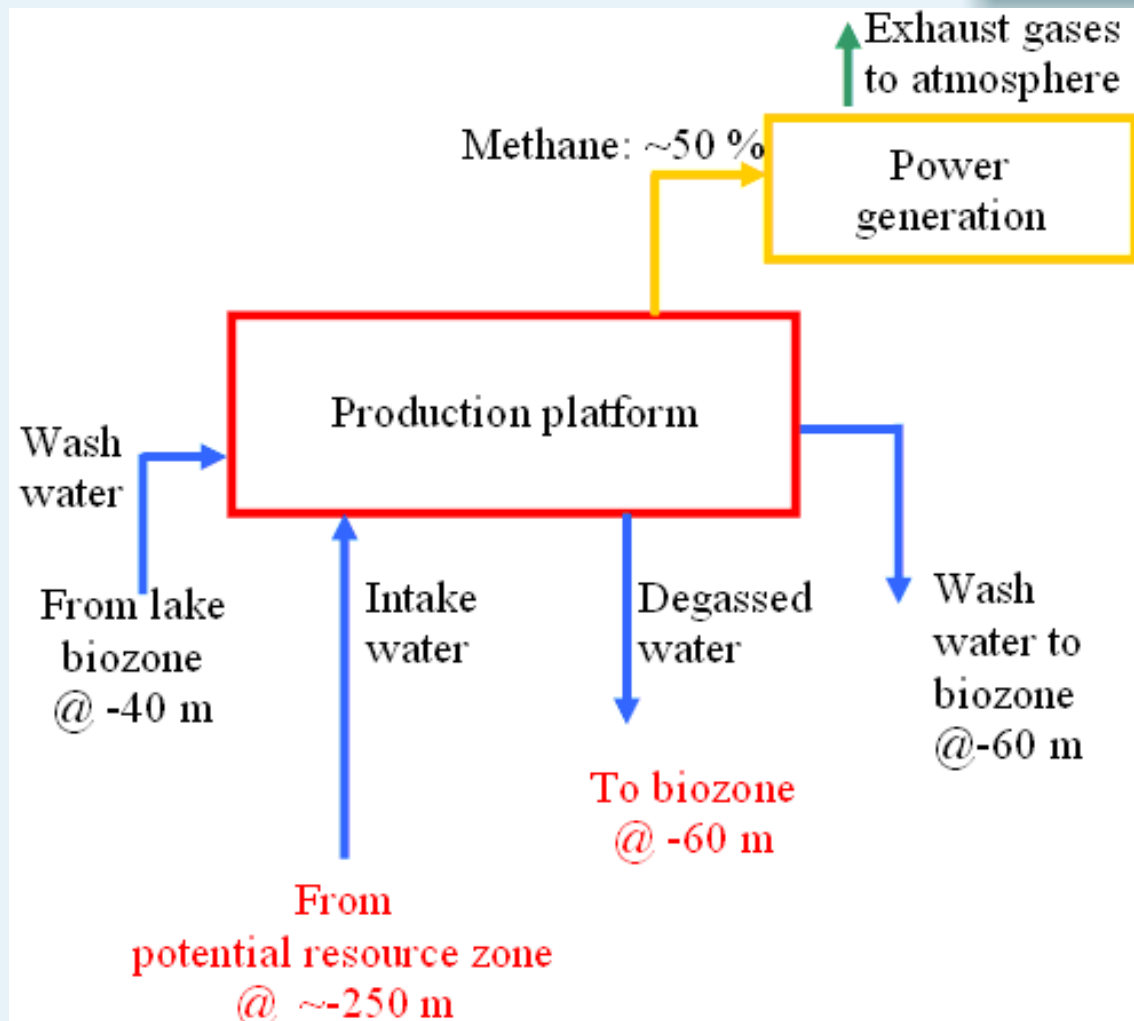 Exhaust gases
to atmosphere
Methane: ~50 %
Power
generation
Production platform
Wash
water
From lake
biozone
@ -40 m
Intake
water
Degassed
water
Wash
water to
biozone
@-60 m
To biozone
@ -60 m
From
potential resource zone
@ ~-250 m